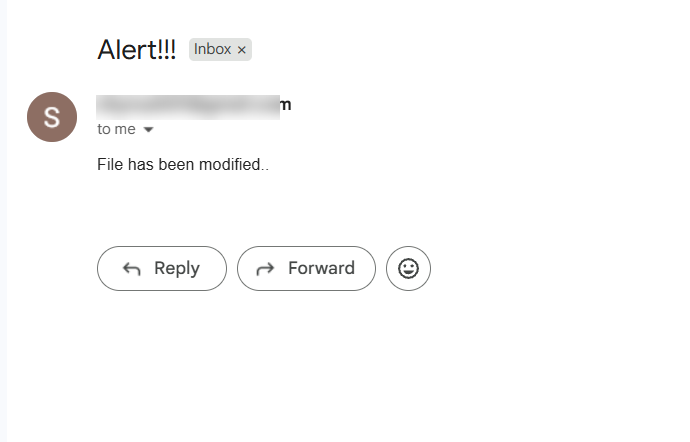 Alert!!! Inbox ×
S
to me
File has been modified..
Reply Forward